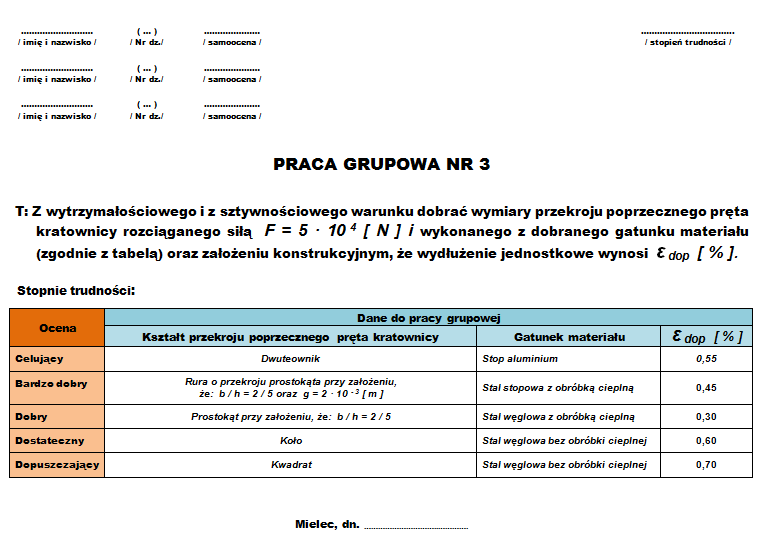 ........................... ( ... ) ..................... ...................................
/ imię i nazwisko / / Nr dz./ / samoocena / / stopień trudności /
........................... ( ... ) .....................
/ imię i nazwisko / / Nr dz./ / samoocena /
........................... ( ... ) .....................
/ imię i nazwisko / / Nr dz./ / samoocena /
PRACA GRUPOWA NR 3
T: Z wytrzymałościowego i z sztywnościowego warunku dobrać wymiary przekroju poprzecznego pręta
kratownicy rozciąganego siłą F = 5 · 10 ⁴ [ N ] i wykonanego z dobranego gatunku materiału
(zgodnie z tabelą) oraz założeniu konstrukcyjnym, że wydłużenie jednostkowe wynosi ε dop [ % ].
Stopnie trudności:
Ocena
Dane do pracy grupowej
Kształt przekroju poprzecznego pręta kratownicy Gatunek materiału ε dop [ % ]
Celujący Dwuteownik Stop aluminium 0,55
Bardzo dobry Rura o przekroju prostokąta przy założeniu, Stal stopowa z obróbką cieplną 0,45
że: b / h = 2 / 5 oraz g = 2 · 10 ⁻³ [ m ]
Dobry Prostokąt przy założeniu, że: b / h = 2 / 5 Stal węglowa z obróbką cieplną 0,30
Dostateczny Koło Stal węglowa bez obróbki cieplnej 0,60
Dopuszczający Kwadrat Stal węglowa bez obróbki cieplnej 0,70
Mielec, dn. .............................................